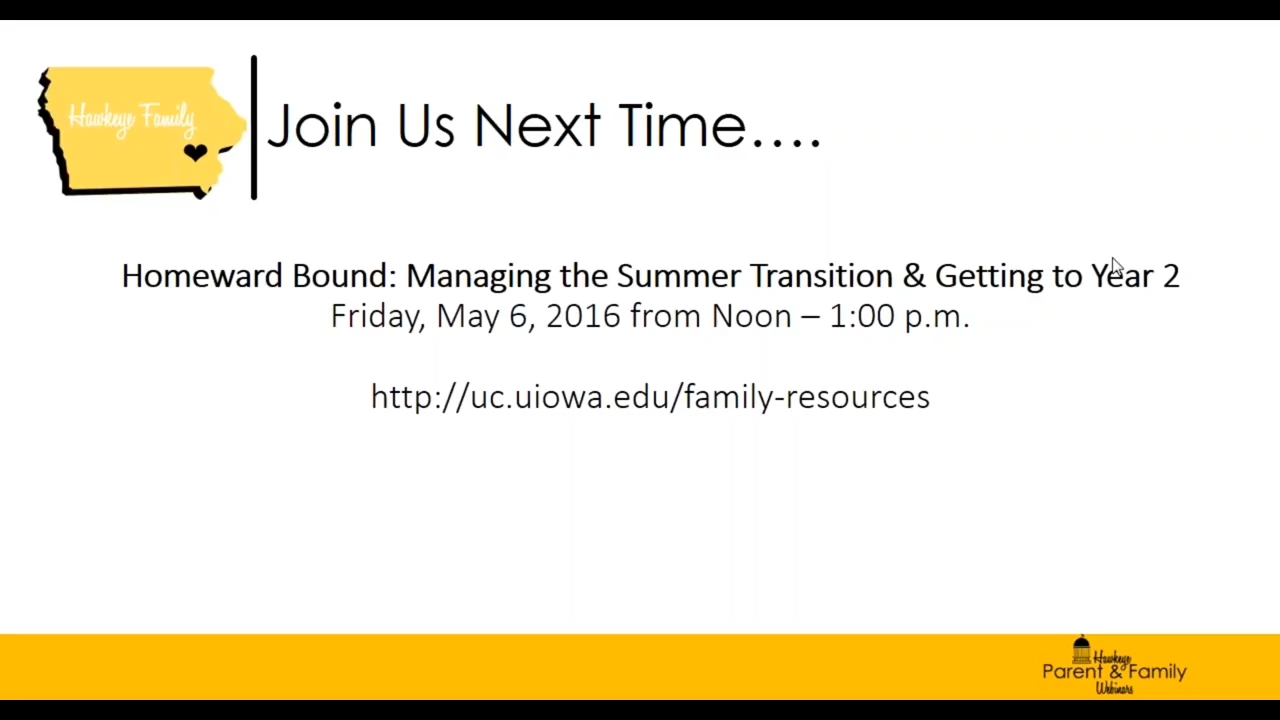 Hawkeye Family
Join Us Next Time....
Homeward Bound: Managing the Summer Transition & Getting to Year 2
Friday, May 6, 2016 from Noon – 1:00 p.m.
http://uc.uiowa.edu/family-resources
Hawkeye
Parent & Family
Webinars